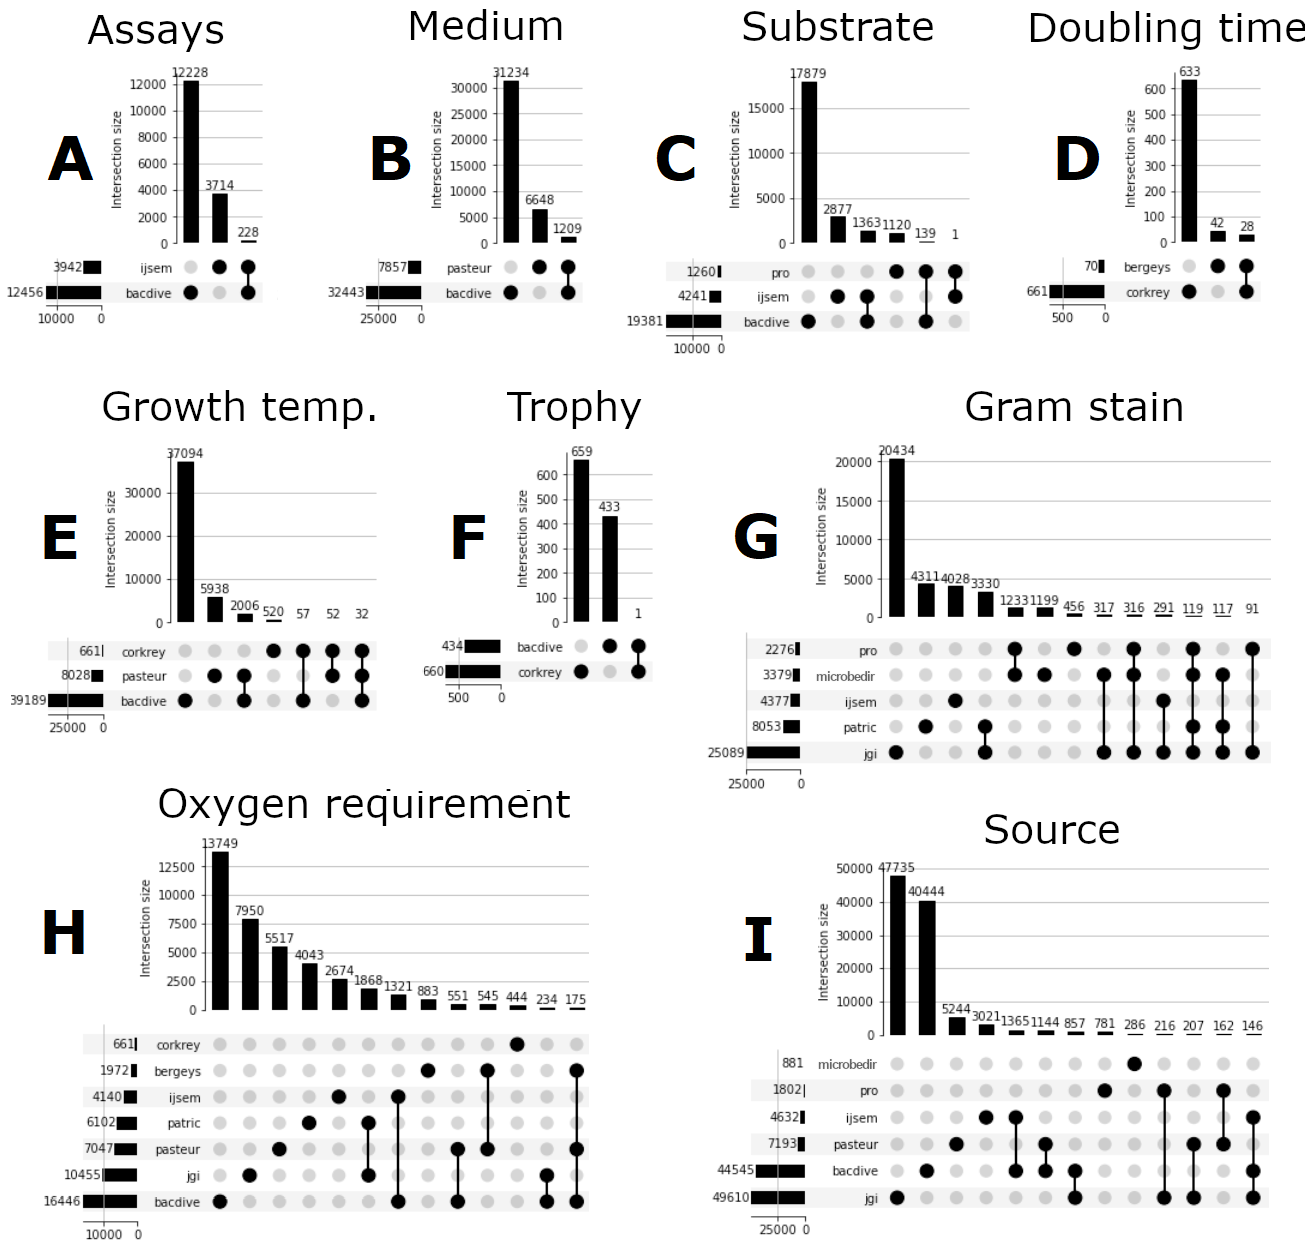 Assays
Medium
Substrate
Doubling time
A
Intersection size
12000
10000
8000
6000
4000
2000
0
12228
3714
228
3942
ijsem
12456
bacdive
10000 0
B
Intersection size
30000
25000
20000
15000
10000
5000
0
31234
6648
1209
7857
pasteur
32443
bacdive
25000 0
C
Intersection size
15000
10000
5000
0
17879
2877
1363
1120
139
1
1260
pro
4241
ijsem
19381
bacdive
10000 0
D
Intersection size
600
500
400
300
200
100
0
633
42
28
70
bergeys
661
corkrey
500 0
Growth temp.
Trophy
Gram stain
E
Intersection size
30000
20000
10000
0
37094
5938
2006
520
57
52
32
661
corkrey
8028
pasteur
39189
bacdive
25000 0
F
Intersection size
600
500
400
300
200
100
0
659
433
1
434
bacdive
660
corkrey
500 0
G
Intersection size
20000
15000
10000
5000
0
20434
4311
4028
3330
1233
1199
456
317
316
291
119
117
91
2276
pro
3379
microbedir
4377
ijsem
8053
patric
25089
jgi
25000 0
Oxygen requirement
Source
H
Intersection size
12500
10000
7500
5000
2500
0
13749
7950
5517
4043
2674
1868
1321
883
551
545
444
234
175
661
corkrey
1972
bergeys
4140
ijsem
6102
patric
7047
pasteur
10455
jgi
16446
bacdive
10000 0
I
Intersection size
50000
40000
30000
20000
10000
0
47735
40444
5244
3021
1365
1144
857
781
286
216
207
162
146
881
microbedir
1802
pro
4632
ijsem
7193
pasteur
44545
bacdive
49610
jgi
25000 0